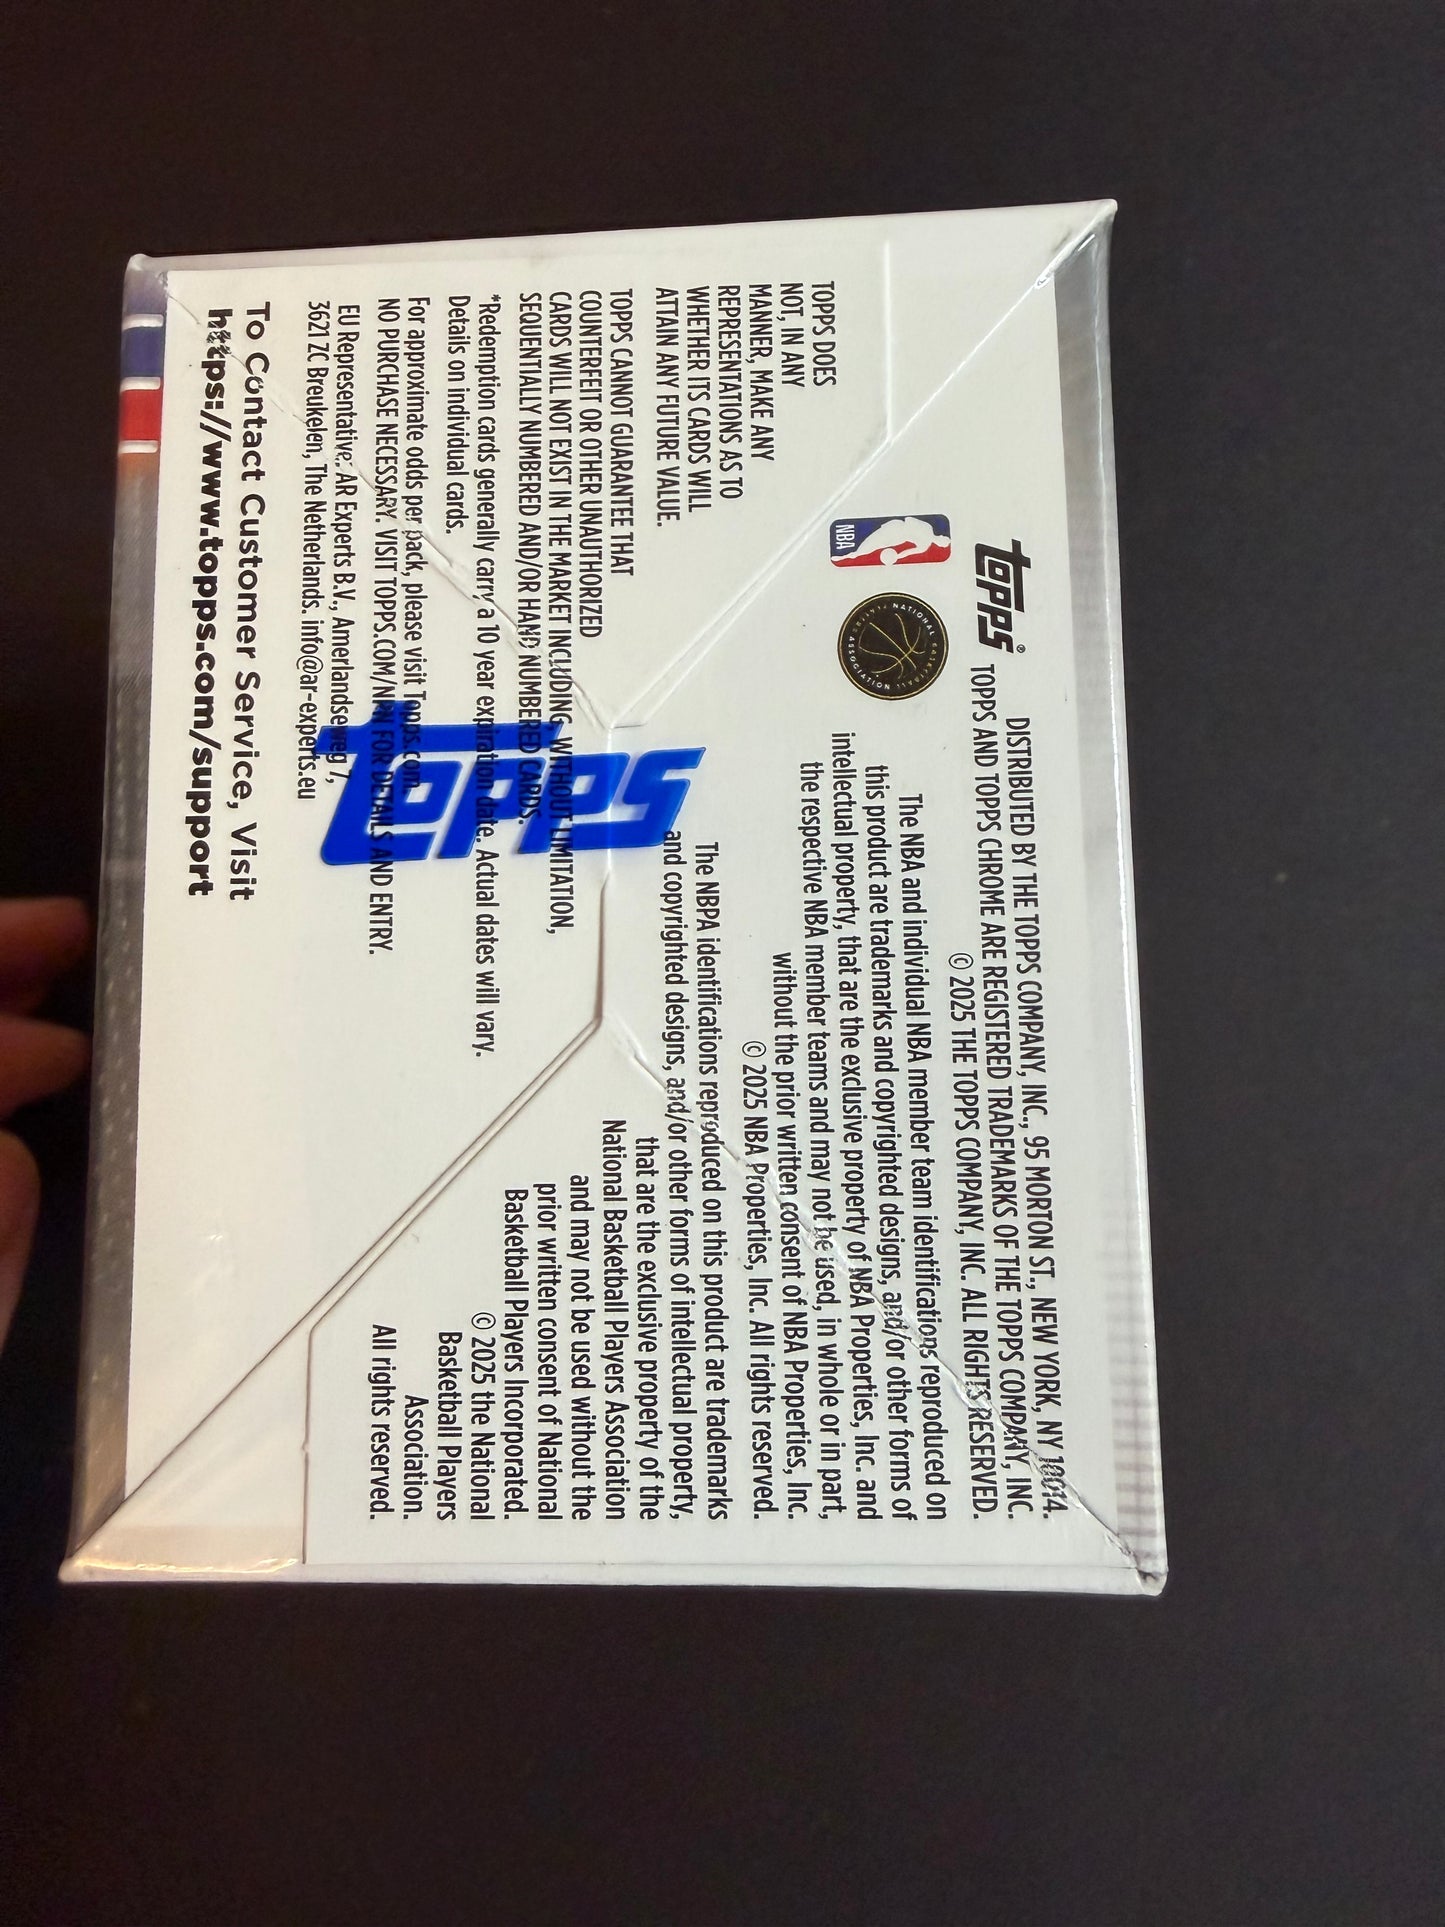 topps®
DISTRIBUTED BY THE TOPPS COMPANY, INC., 95 MORTON ST., NEW YORK, NY 10014.
TOPPS AND TOPPS CHROME ARE REGISTERED TRADEMARKS OF THE TOPPS COMPANY, INC.
© 2025 THE TOPPS COMPANY, INC. ALL RIGHTS RESERVED.
NBA
NATIONAL BASKETBALL PLAYERS ASSOCIATION
The NBA and individual NBA member team identifications reproduced on
this product are trademarks and copyrighted designs, and/or other forms of
intellectual property, that are the exclusive property of NBA Properties, Inc. and
the respective NBA member teams and may not be used, in whole or in part,
without the prior written consent of NBA Properties, Inc.
© 2025 NBA Properties, Inc. All rights reserved.
The NBPA identifications reproduced on this product are trademarks
and copyrighted designs, and/or other forms of intellectual property,
that are the exclusive property of the
National Basketball Players Association
and may not be used without the
prior written consent of National
Basketball Players Incorporated.
© 2025 the National
Basketball Players
Association.
All rights reserved.
TOPPS DOES
NOT, IN ANY
MANNER, MAKE ANY
REPRESENTATIONS AS TO
WHETHER ITS CARDS WILL
ATTAIN ANY FUTURE VALUE.
TOPPS CANNOT GUARANTEE THAT
COUNTERFEIT OR OTHER UNAUTHORIZED
CARDS WILL NOT EXIST IN THE MARKET INCLUDING, WITHOUT LIMITATION,
SEQUENTIALLY NUMBERED AND/OR HAND NUMBERED CARDS.
*Redemption cards generally carry a 10 year expiration date. Actual dates will vary.
Details on individual cards.
For approximate odds per pack, please visit Topps.com.
NO PURCHASE NECESSARY. VISIT TOPPS.COM/NPN FOR DETAILS AND ENTRY.
EU Representative: AR Experts B.V., Amerlandseweg 7,
3621 ZC Breukelen, The Netherlands. info@ar-experts.eu
topps
To Contact Customer Service, Visit
https://www.topps.com/support